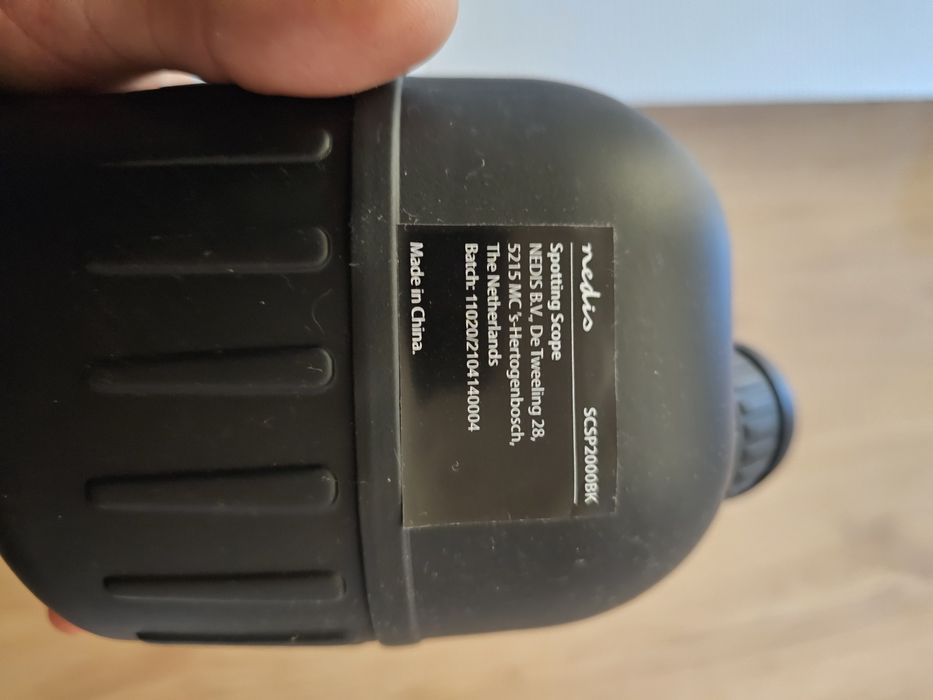 nedis SCSP2000BK
Spotting Scope
NEDIS B.V., De Tweeling 28,
5215 MC 's-Hertogenbosch,
The Netherlands
Batch: 11020/2104140004
Made in China.